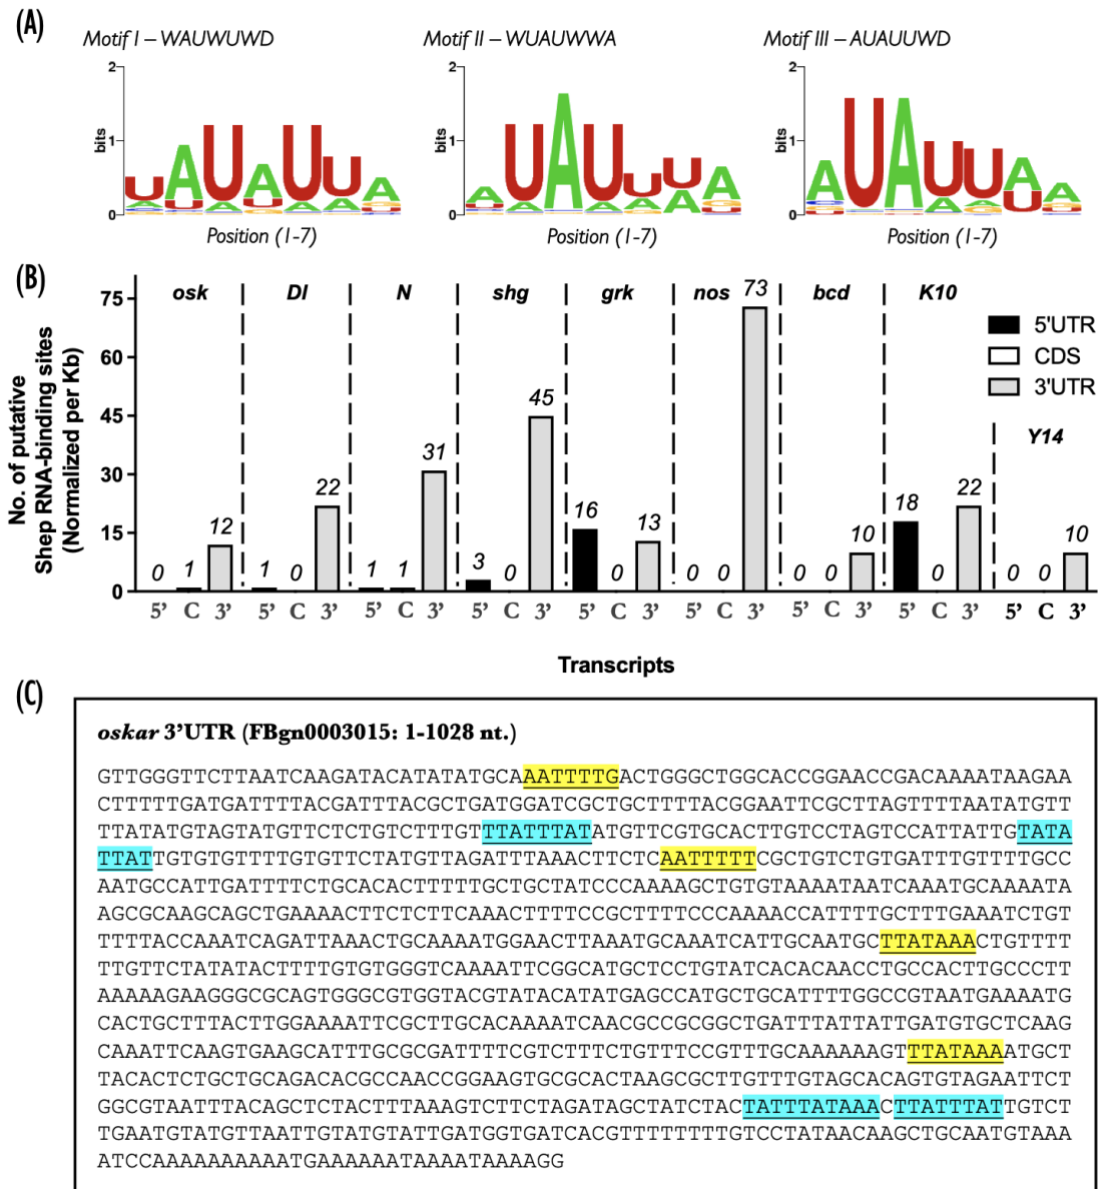 (A)
Motif I – WAUWUWD
Motif II – WUAUWWA
Motif III – AUAUUWD
2
1
0
bits
UAUAUUA
Position (1-7)
2
1
0
bits
AUAUUUA
Position (1-7)
2
1
0
bits
AUAUUAA
Position (1-7)
(B)
No. of putative
Shep RNA-binding sites
(Normalized per Kb)
75
60
45
30
15
0
osk
Dl
N
shg
grk
nos
bcd
K10
Y14
5'UTR
CDS
3'UTR
0 1 12
1 0 22
1 1 31
3 0 45
16 0 13
0 0 73
0 0 10
18 0 22
0 0 10
5’ C 3’ 5’ C 3’ 5’ C 3’ 5’ C 3’ 5’ C 3’ 5’ C 3’ 5’ C 3’ 5’ C 3’ 5’ C 3’
Transcripts
(C)
oskar 3’UTR (FBgn0003015: 1-1028 nt.)
GTTGGGTTCTTAATCAAGATACATATATGCAAATTTTGACTGGGCTGGCACCGGAACCGACAAAATAAGAA
CTTTTTGATGATTTTACGATTTACGCTGATGGATCGCTGCTTTTACGGAATTCGCTTAGTTTTAATATGTT
TTATATGTAGTATGTTCTCTGTCTTTGTTTATTTATATGTTCGTGCACTTGTCCTAGTCCATTATTGTATA
TTATTGTGTGTTTTGTGTTCTATGTTAGATTTAAACTTCTCAATTTTTCGCTGTCTGTGATTTGTTTTGCC
AATGCCATTGATTTTCTGCACACTTTTTGCTGCTATCCCAAAAGCTGTGTAAAATAATCAAATGCAAAATA
AGCGCAAGCAGCTGAAAACTTCTCTTCAAACTTTTCCGCTTTTCCCAAAACCATTTTGCTTTGAAATCTGT
TTTTACCAAATCAGATTAAACTGCAAAATGGAACTTAAATGCAAATCATTGCAATGCTTATAAACTGTTTT
TTGTTCTATATACTTTTGTGTGGGTCAAAATTCGGCATGCTCCTGTATCACACAACCTGCCACTTGCCCTT
AAAAAGAAGGGCGCAGTGGGCGTGGTACGTATACATATGAGCCATGCTGCATTTTGGCCGTAATGAAAATG
CACTGCTTTACTTGGAAAATTCGCTTGCACAAAATCAACGCCGCGGCTGATTTATTATTGATGTGCTCAAG
CAAATTCAAGTGAAGCATTTGCGCGATTTTCGTCTTTCTGTTTCCGTTTGCAAAAAAGTTTATAAAATGCT
TACACTCTGCTGCAGACACGCCAACCGGAAGTGCGCACTAAGCGCTTGTTTGTAGCACAGTGTAGAATTCT
GGCGTAATTTACAGCTCTACTTTAAAGTCTTCTAGATAGCTATCTACTATTTATAAACTTATTTATTGTCT
TGAATGTATGTTAATTGTATGTATTGATGGTGATCACGTTTTTTTTGTCCTATAACAAGCTGCAATGTAAA
ATCCAAAAAAAAAATGAAAAAATAAAATAAAAGG